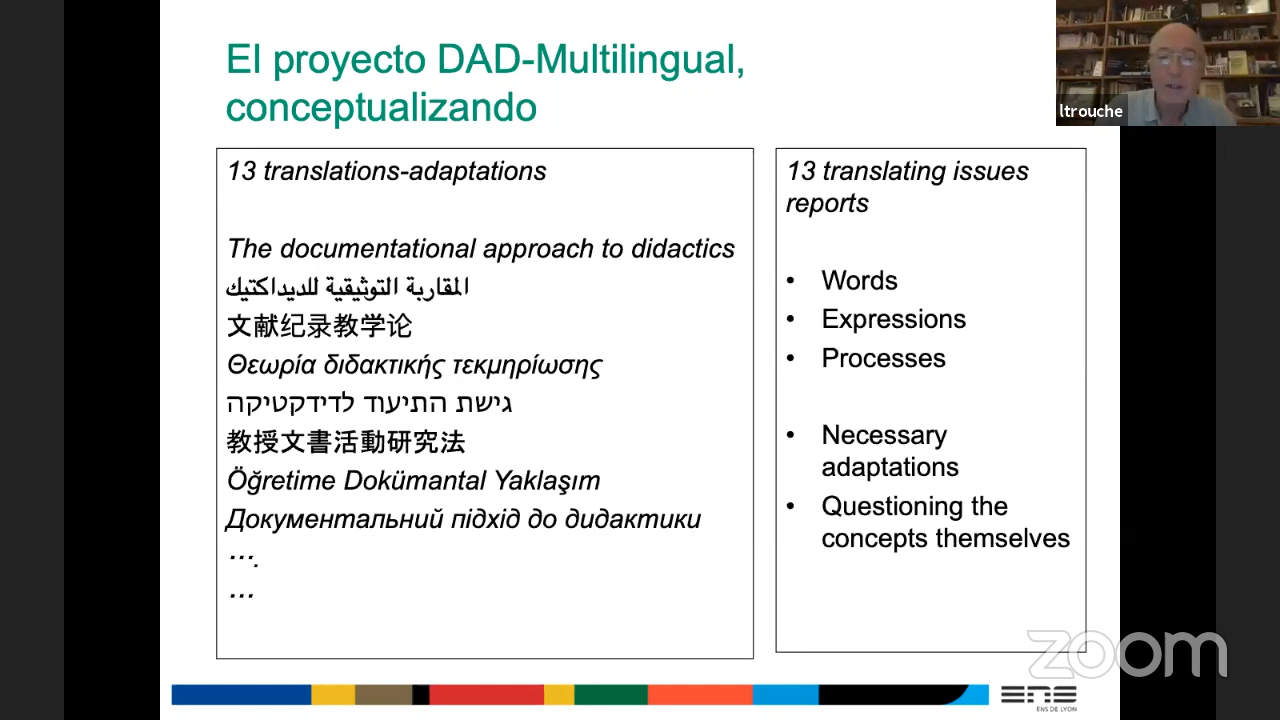 El proyecto DAD-Multilingual,
conceptualizando
ltrouche
13 translations-adaptations
The documentational approach to didactics
المقاربة التوثيقية للديداكتيك
文献纪录教学论
Θεωρία διδακτικής τεκμηρίωσης
גישת התיעוד לדידקטיקה
教授文書活動研究法
Öğretime Dokümantal Yaklaşım
Документальний підхід до дидактики
….
…
13 translating issues
reports
• Words
• Expressions
• Processes
• Necessary
adaptations
• Questioning the
concepts themselves
zoom
ENS
ENS DE LYON